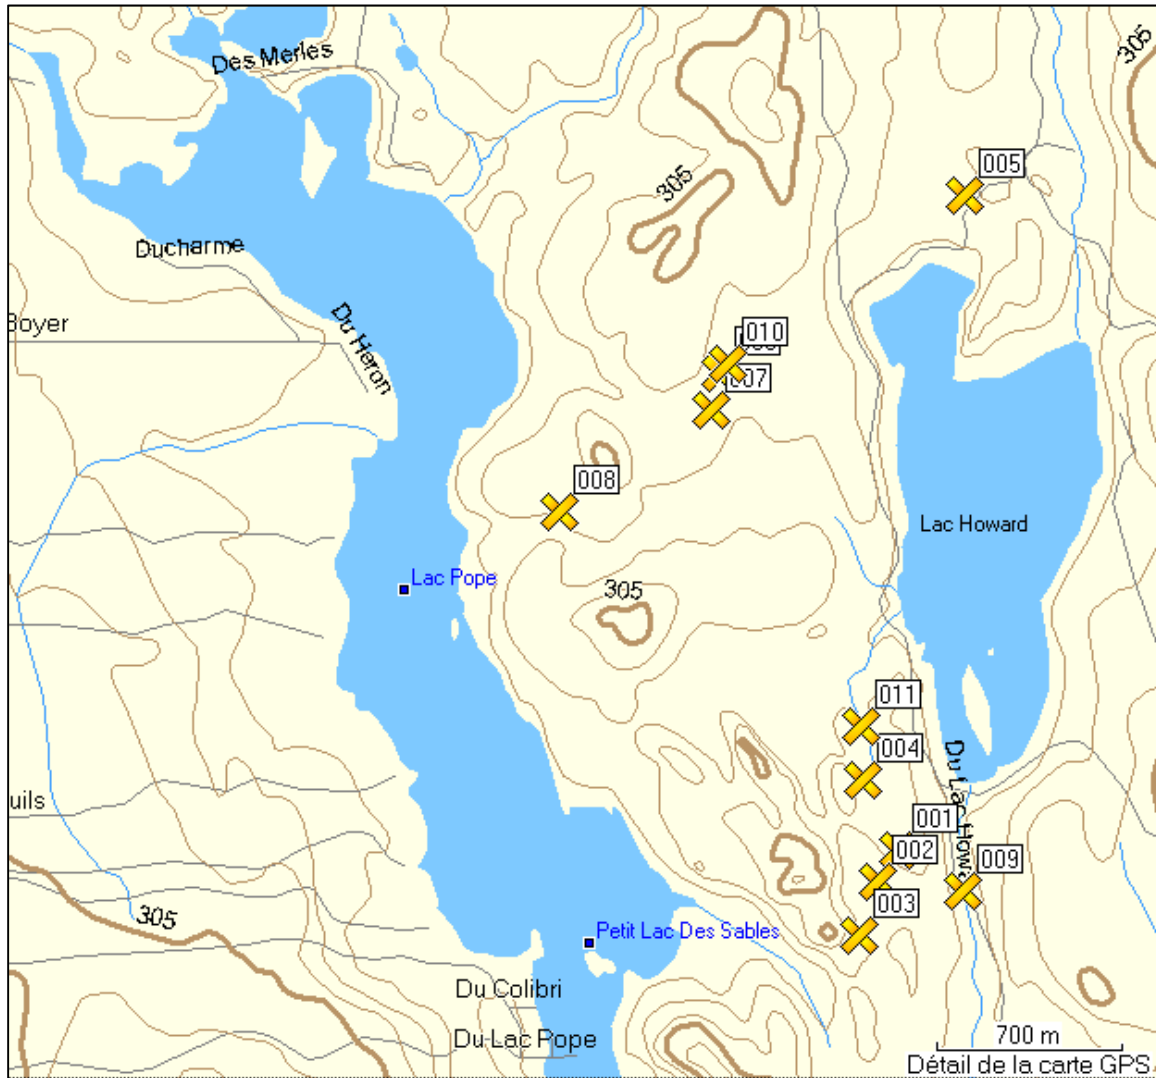 Des Merles
305
305
005
305
Ducharme
Du Heron
Boyer
010
007
008
Lac Howard
Lac Pope
305
011
004
Du Lac Howa
uils
001
002
009
003
305
Petit Lac Des Sables
Du Colibri
Du Lac Pope
700 m
Détail de la carte GPS